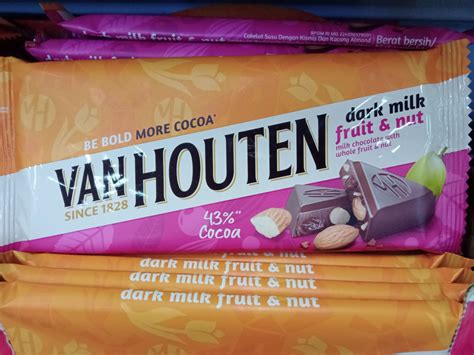 dark milk fruit & nut
Cokelat Susu Dengan Kismis Dan Kacang Almond
Berat bersih/
BE BOLD MORE COCOA
VAN HOUTEN
SINCE 1828
dark milk
fruit & nut
milk chocolate with
whole fruit & nut
43%**
Cocoa
dark milk fruit & nut
dark milk fruit & nut
dark milk fruit & nut